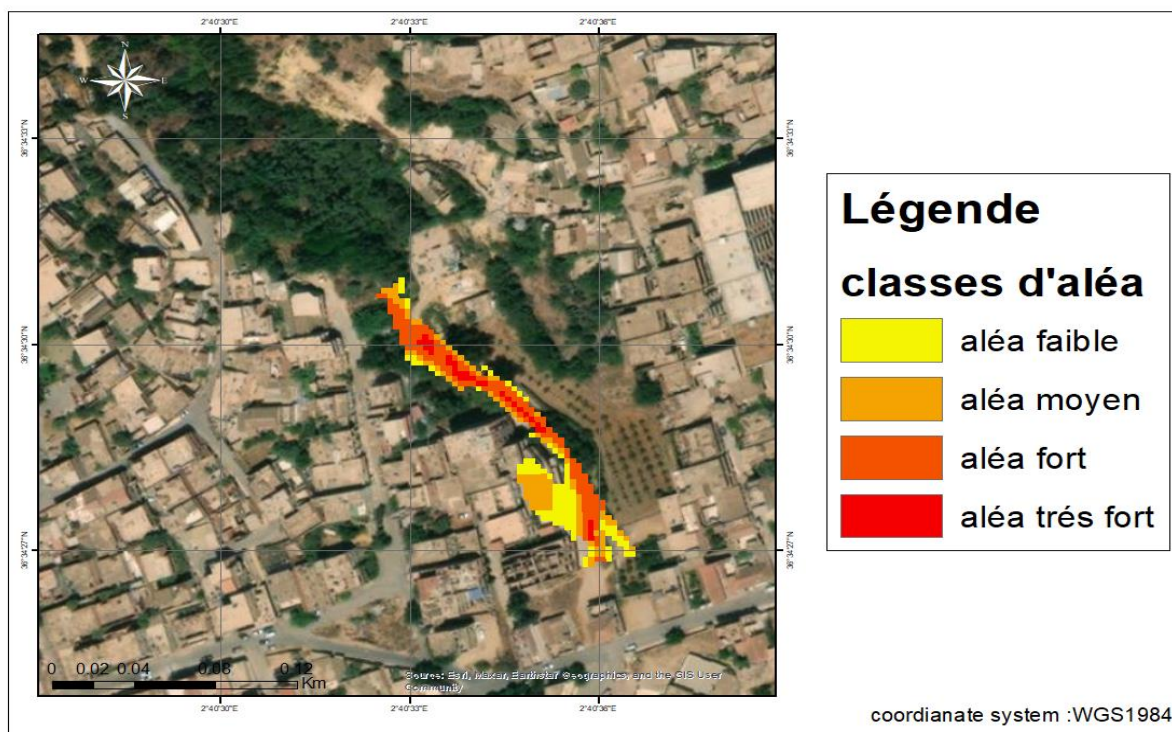 2°40'30"E 2°40'33"E 2°40'36"E
N
W E
S
36°34'33"N 36°34'33"N
36°34'30"N 36°34'30"N
36°34'27"N 36°34'27"N
0 0.02 0.04 0.08 0.12
Km
Source: Esri, Maxar, Earthstar Geographics, and the GIS User
Community
2°40'30"E 2°40'33"E 2°40'36"E
Légende
classes d'aléa
aléa faible
aléa moyen
aléa fort
aléa trés fort
coordianate system :WGS1984